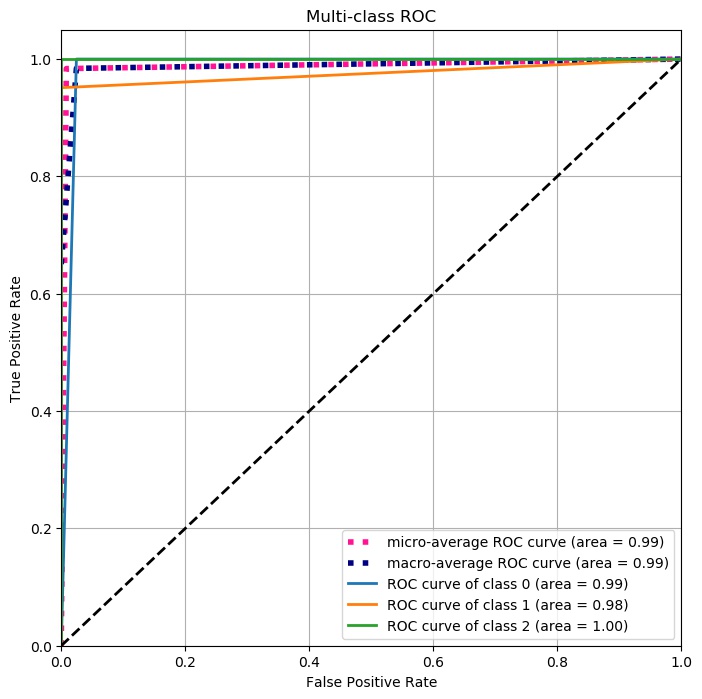 Multi-class ROC
1.0
0.8
0.6
0.4
0.2
0.0
True Positive Rate
micro-average ROC curve (area = 0.99)
macro-average ROC curve (area = 0.99)
ROC curve of class 0 (area = 0.99)
ROC curve of class 1 (area = 0.98)
ROC curve of class 2 (area = 1.00)
0.0 0.2 0.4 0.6 0.8 1.0
False Positive Rate